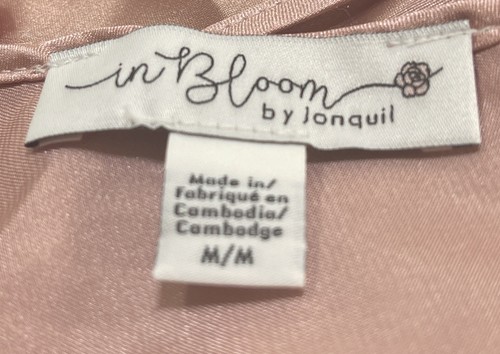 in Bloom
by Jonquil
Made in/
Fabriqué en
Cambodia/
Cambodge
M/M